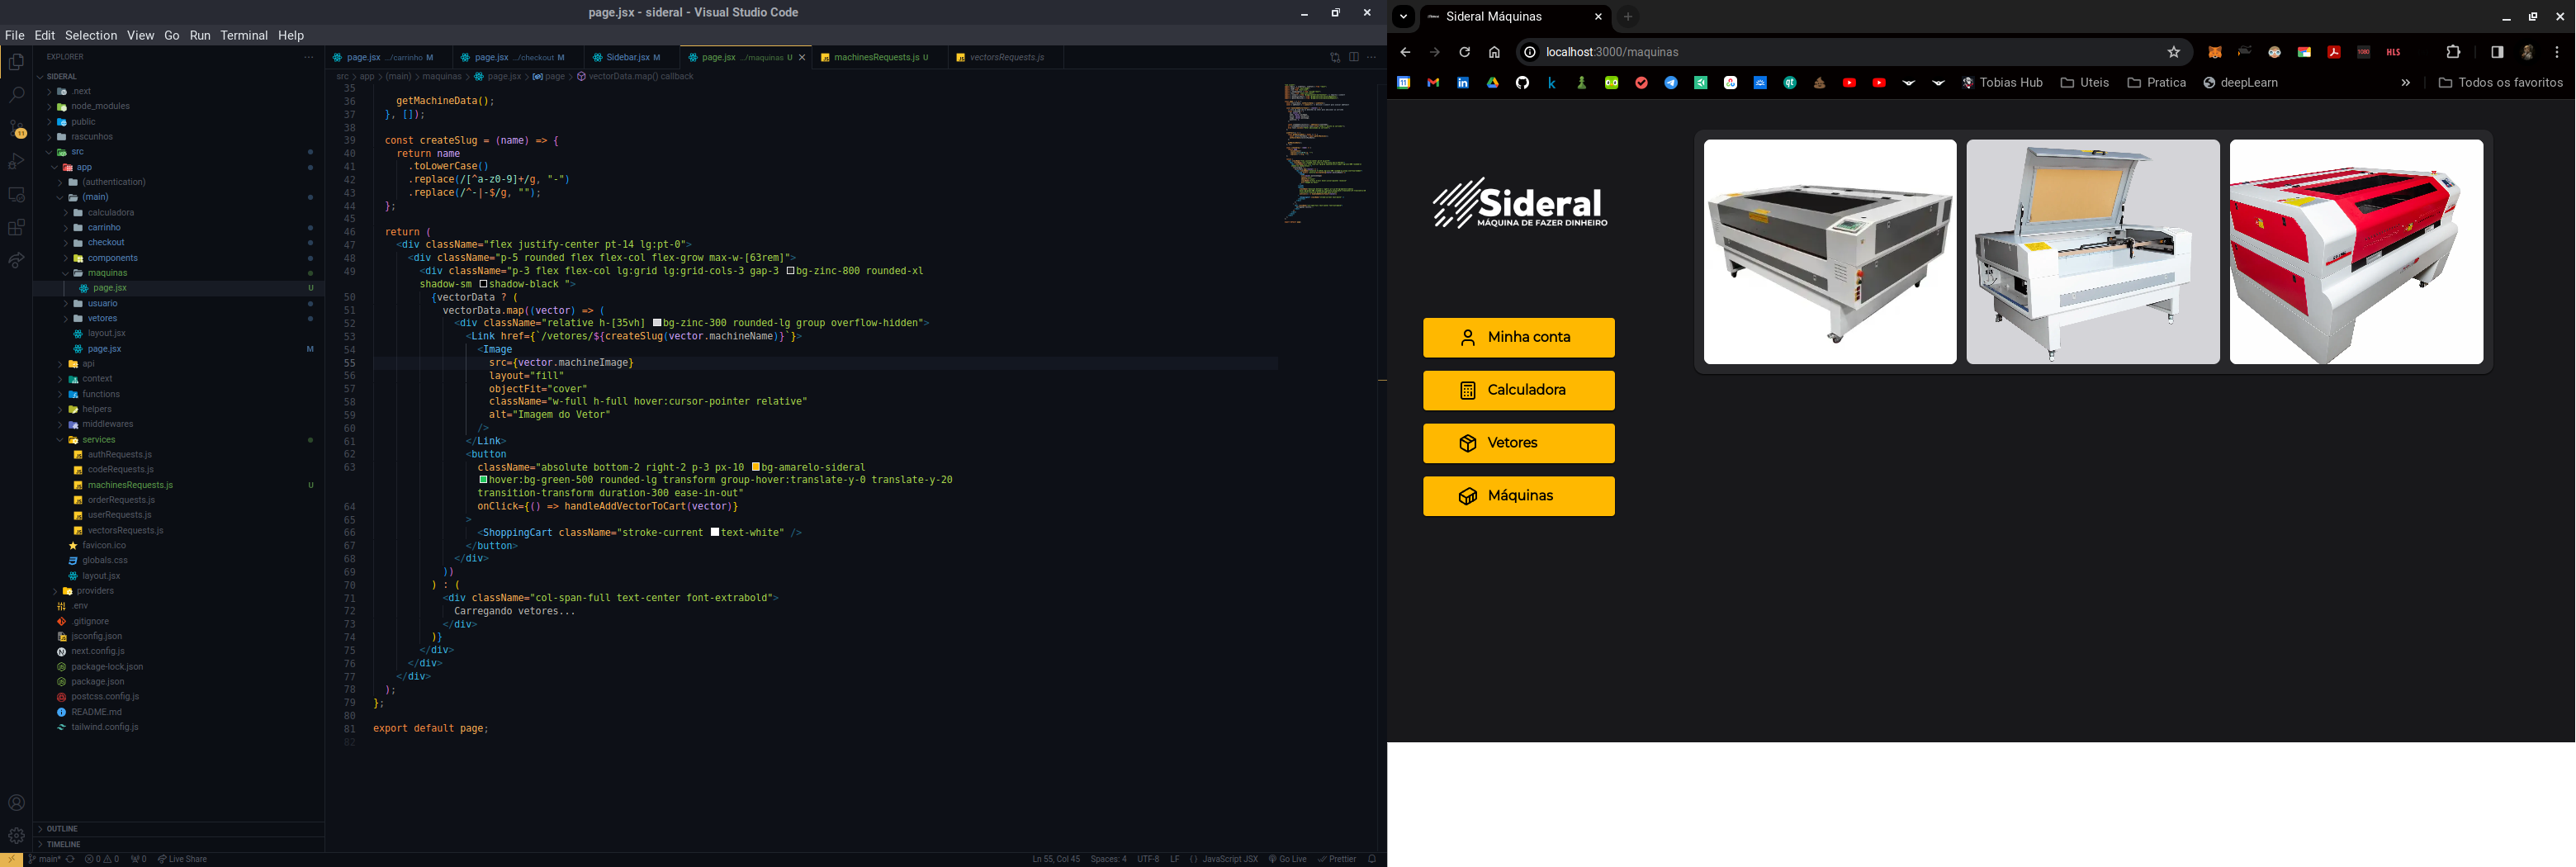 page.jsx - sideral - Visual Studio Code
File Edit Selection View Go Run Terminal Help
EXPLORER
SIDERAL
.next
node_modules
public
rascunhos
src
app
(authentication)
(main)
calculadora
carrinho
checkout
components
maquinas
page.jsx U
usuario
vetores
layout.jsx
page.jsx M
api
context
functions
helpers
middlewares
services
authRequests.js
codeRequests.js
machinesRequests.js U
orderRequests.js
userRequests.js
vectorsRequests.js
favicon.ico
globals.css
layout.jsx
providers
.env
.gitignore
jsconfig.json
next.config.js
package-lock.json
package.json
postcss.config.js
README.md
tailwind.config.js
OUTLINE
TIMELINE
11
page.jsx .../carrinho M
page.jsx .../checkout M
Sidebar.jsx M
page.jsx .../maquinas U
machinesRequests.js U
vectorsRequests.js
src > app > (main) > maquinas > page.jsx > page > vectorData.map() callback
35
36 getMachineData();
37 }, []);
38
39 const createSlug = (name) => {
40 return name
41 .toLowerCase()
42 .replace(/[^a-z0-9]+/g, "-")
43 .replace(/^-|-$/g, "");
44 };
45
46 return (
47 <div className="flex justify-center pt-14 lg:pt-0">
48 <div className="p-5 rounded flex flex-col flex-grow max-w-[63rem]">
49 <div className="p-3 flex flex-col lg:grid lg:grid-cols-3 gap-3 bg-zinc-800 rounded-xl
shadow-sm shadow-black ">
50 {vectorData ? (
51 vectorData.map((vector) => (
52 <div className="relative h-[35vh] bg-zinc-300 rounded-lg group overflow-hidden">
53 <Link href={`/vetores/${createSlug(vector.machineName)}`}>
54 <Image
55 src={vector.machineImage}
56 layout="fill"
57 objectFit="cover"
58 className="w-full h-full hover:cursor-pointer relative"
59 alt="Imagem do Vetor"
60 />
61 </Link>
62 <button
63 className="absolute bottom-2 right-2 p-3 px-10 bg-amarelo-sideral
hover:bg-green-500 rounded-lg transform group-hover:translate-y-0 translate-y-20
transition-transform duration-300 ease-in-out"
64 onClick={() => handleAddVectorToCart(vector)}
65 >
66 <ShoppingCart className="stroke-current text-white" />
67 </button>
68 </div>
69 ))
70 ) : (
71 <div className="col-span-full text-center font-extrabold">
72 Carregando vetores...
73 </div>
74 )}
75 </div>
76 </div>
77 </div>
78 );
79 };
80
81 export default page;
82
main* 0 0 0 Live Share
Ln 55, Col 45 Spaces: 4 UTF-8 LF JavaScript JSX Go Live Prettier
Sideral Máquinas
localhost:3000/maquinas
HLS
Tobias Hub Uteis Pratica deepLearn » Todos os favoritos
Sideral
MÁQUINA DE FAZER DINHEIRO
Minha conta
Calculadora
Vetores
Máquinas